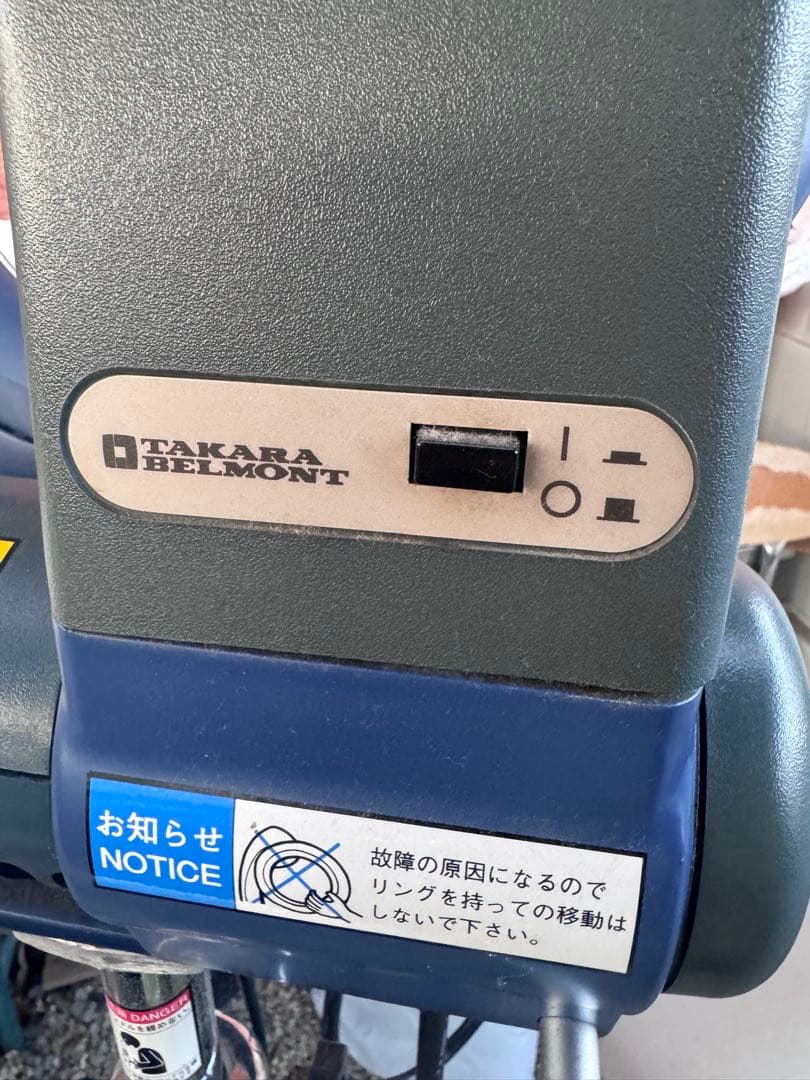 TAKARA
BELMONT
お知らせ
NOTICE
故障の原因になるので
リングを持っての移動は
しないで下さい。
DANGER